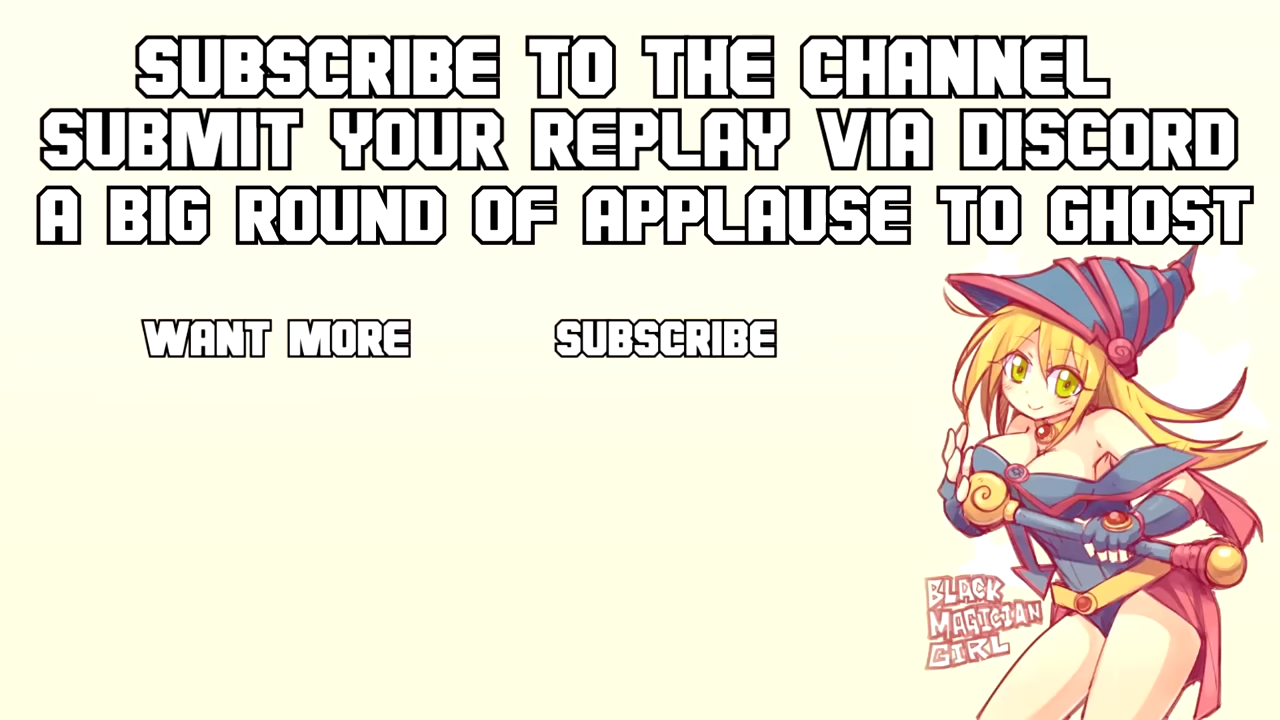 SUBSCRIBE TO THE CHANNEL
SUBMIT YOUR REPLAY VIA DISCORD
A BIG ROUND OF APPLAUSE TO GHOST
WANT MORE
SUBSCRIBE
BLACK
MAGICIAN
GIRL